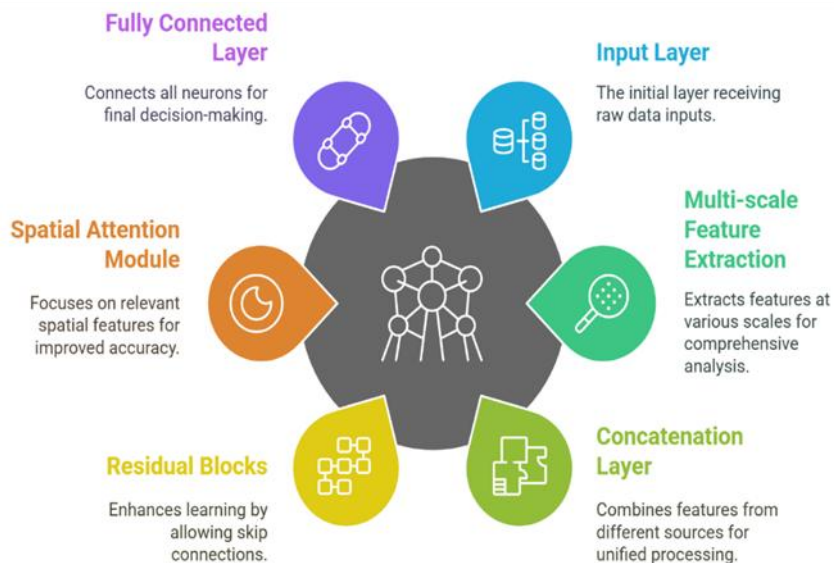 Fully Connected
Layer
Connects all neurons for
final decision-making.
Input Layer
The initial layer receiving
raw data inputs.
Spatial Attention
Module
Focuses on relevant
spatial features for
improved accuracy.
Multi-scale
Feature
Extraction
Extracts features at
various scales for
comprehensive
analysis.
Residual Blocks
Enhances learning by
allowing skip
connections.
Concatenation
Layer
Combines features from
different sources for
unified processing.